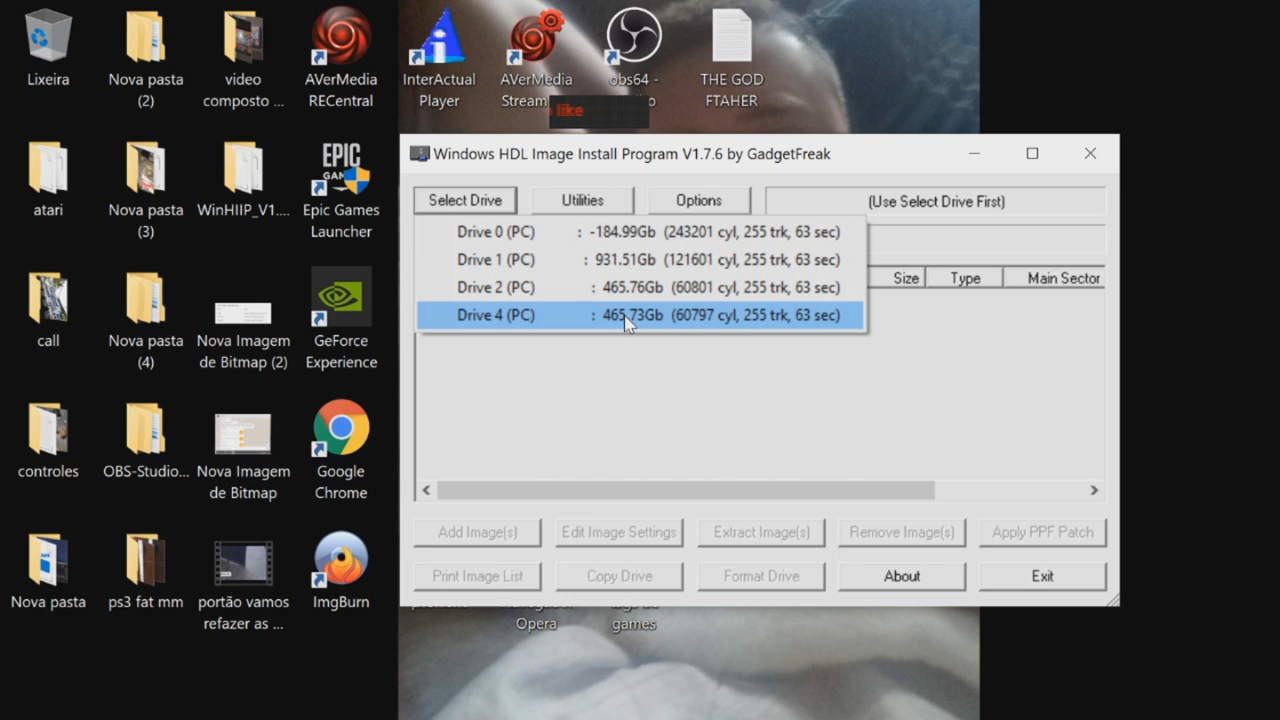 Lixeira
Nova pasta
(2)
video
composto ...
AVerMedia
RECentral
InterActual
Player
AVerMedia
Stream
obs64 -
THE GOD
FTAHER
like
atari
Nova pasta
(3)
WinHIIP_V1....
EPIC
Epic Games
Launcher
call
Nova pasta
(4)
Nova Imagem
de Bitmap (2)
GeForce
Experience
controles
OBS-Studio...
Nova Imagem
de Bitmap
Google
Chrome
Nova pasta
ps3 fat mm
portão vamos
refazer as ...
ImgBurn
Windows HDL Image Install Program V1.7.6 by GadgetFreak
Select Drive
Utilities
Options
(Use Select Drive First)
Drive 0 (PC) : -184.99Gb (243201 cyl, 255 trk, 63 sec)
Drive 1 (PC) : 931.51Gb (121601 cyl, 255 trk, 63 sec)
Drive 2 (PC) : 465.76Gb (60801 cyl, 255 trk, 63 sec)
Drive 4 (PC) : 465.73Gb (60797 cyl, 255 trk, 63 sec)
Size
Type
Main Sector
Add Image(s)
Edit Image Settings
Extract Image(s)
Remove Image(s)
Apply PPF Patch
Print Image List
Copy Drive
Format Drive
About
Exit
Opera
games